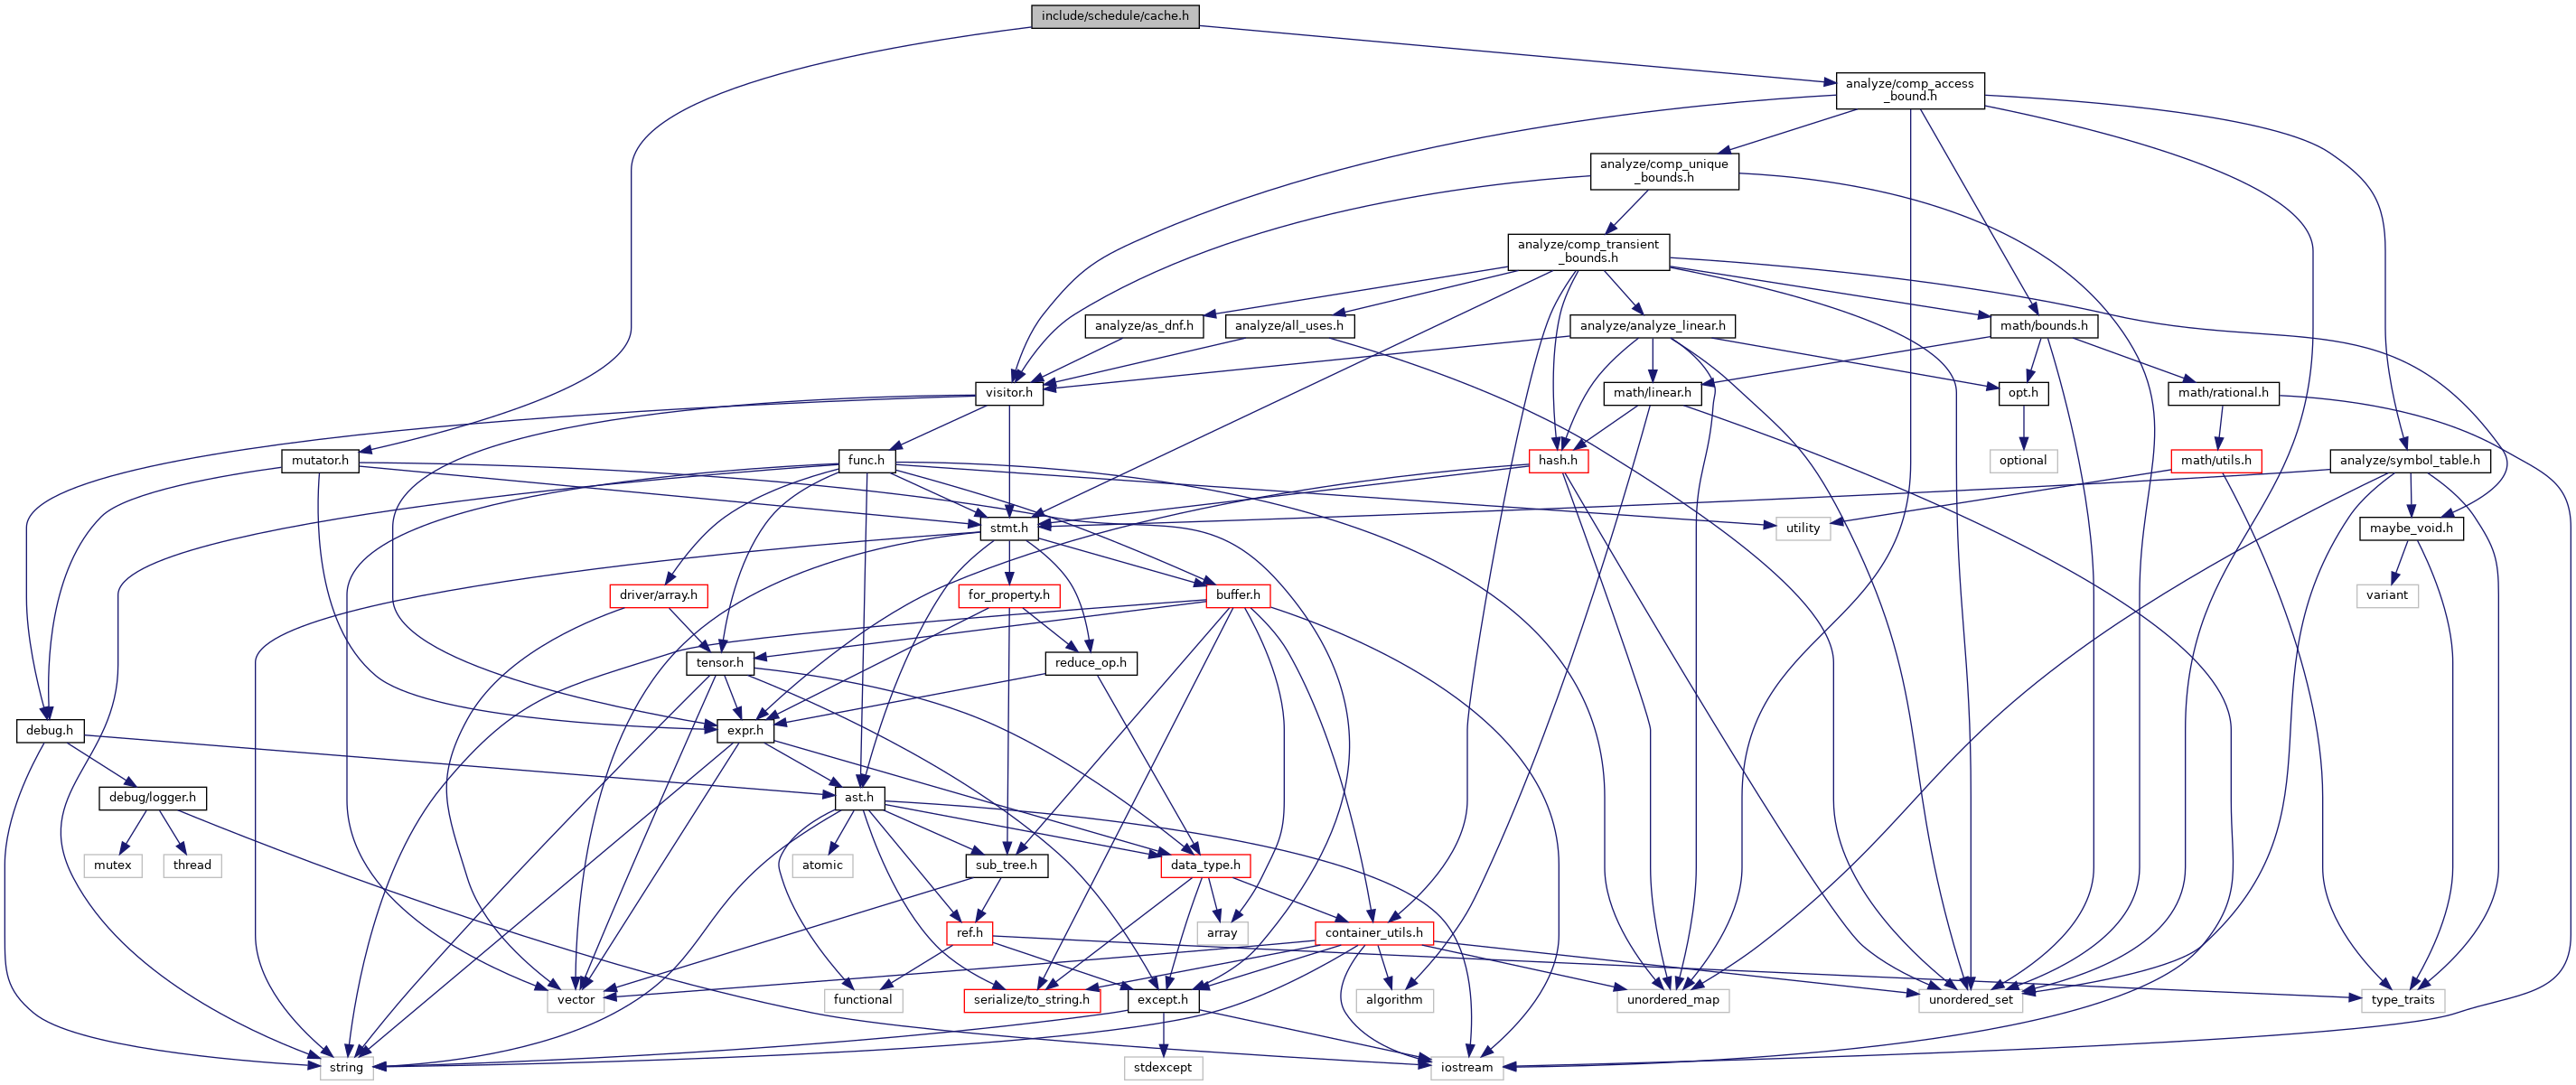 include/schedule/cache.h
analyze/comp_access
_bound.h
analyze/comp_unique
_bounds.h
analyze/comp_transient
_bounds.h
analyze/as_dnf.h
analyze/all_uses.h
analyze/analyze_linear.h
math/bounds.h
visitor.h
math/linear.h
opt.h
math/rational.h
mutator.h
func.h
hash.h
optional
math/utils.h
analyze/symbol_table.h
stmt.h
utility
maybe_void.h
driver/array.h
for_property.h
buffer.h
variant
tensor.h
reduce_op.h
debug.h
expr.h
debug/logger.h
ast.h
mutex
thread
atomic
sub_tree.h
data_type.h
ref.h
array
container_utils.h
vector
functional
serialize/to_string.h
except.h
algorithm
unordered_map
unordered_set
type_traits
string
stdexcept
iostream